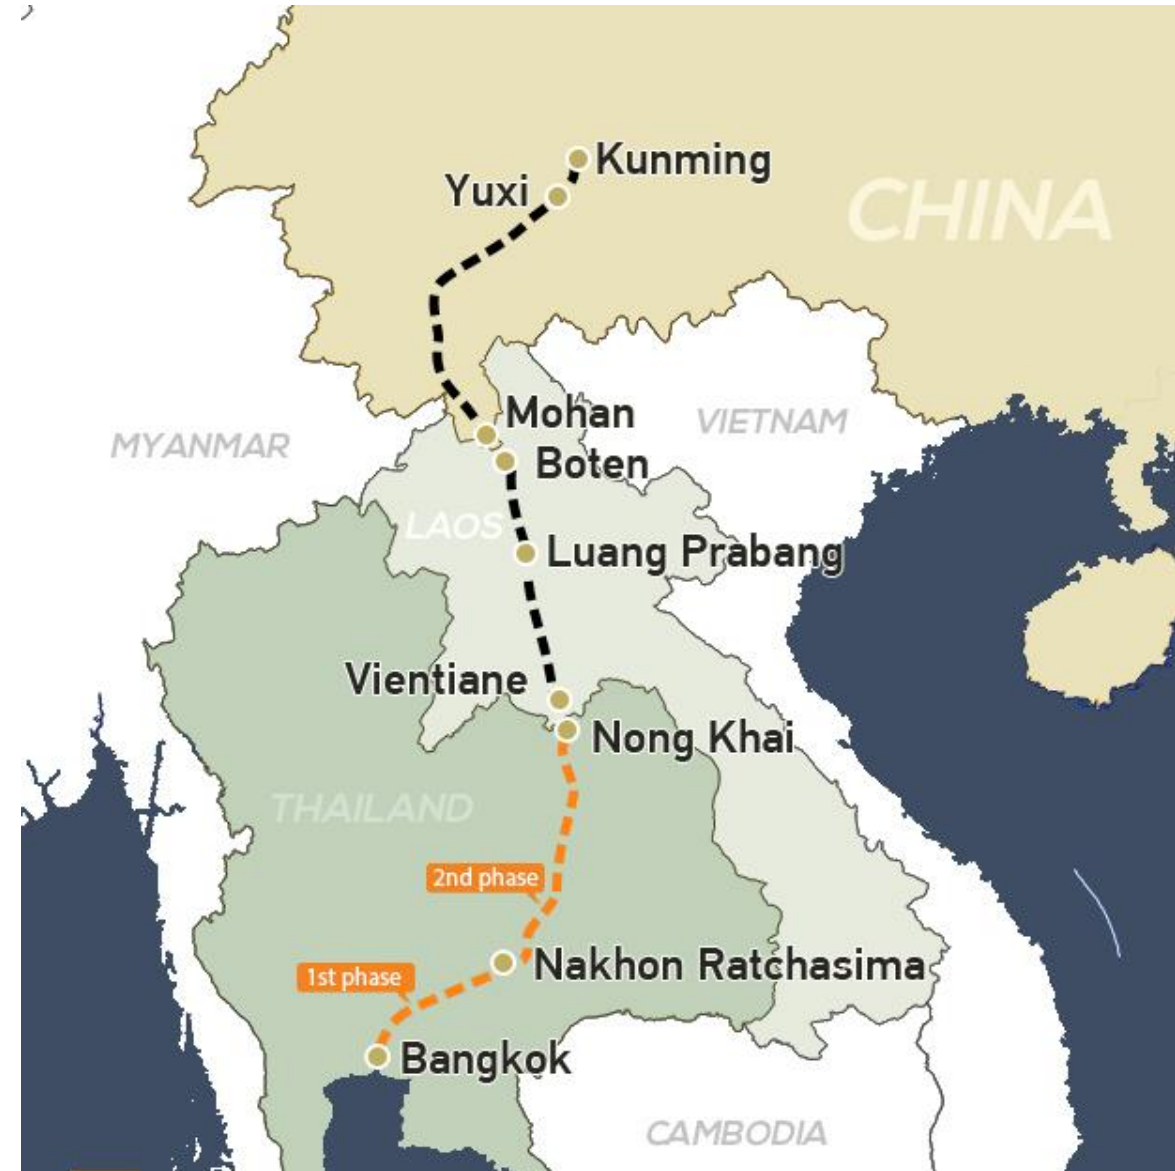 Kunming
Yuxi
CHINA
Mohan
VIETNAM
MYANMAR
Boten
LAOS
Luang Prabang
Vientiane
Nong Khai
THAILAND
2nd phase
Nakhon Ratchasima
1st phase
Bangkok
CAMBODIA